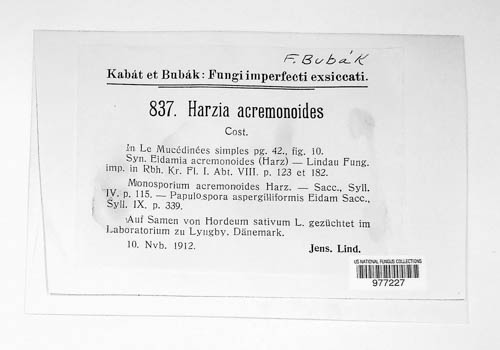 F. Bubák
Kabát et Bubák: Fungi imperfecti exsiccati.
837. Harzia acremonoides
Cost.
In Le Mucédinées simples pg. 42., fig. 10.
Syn. Eidamia acremonoides (Harz) — Lindau Fung.
imp. in Rbh. Kr. Fl. I. Abt. VIII. p. 123 et 182.
Monosporium acremonoides Harz. — Sacc., Syll.
IV. p. 115. — Papulospora aspergilliformis Eidam Sacc.,
Syll. IX. p. 339.
Auf Samen von Hordeum sativum L. gezüchtet im
Laboratorium zu Lyngby. Dänemark.
10. Nvb. 1912. Jens. Lind.
US NATIONAL FUNGUS COLLECTIONS
977227